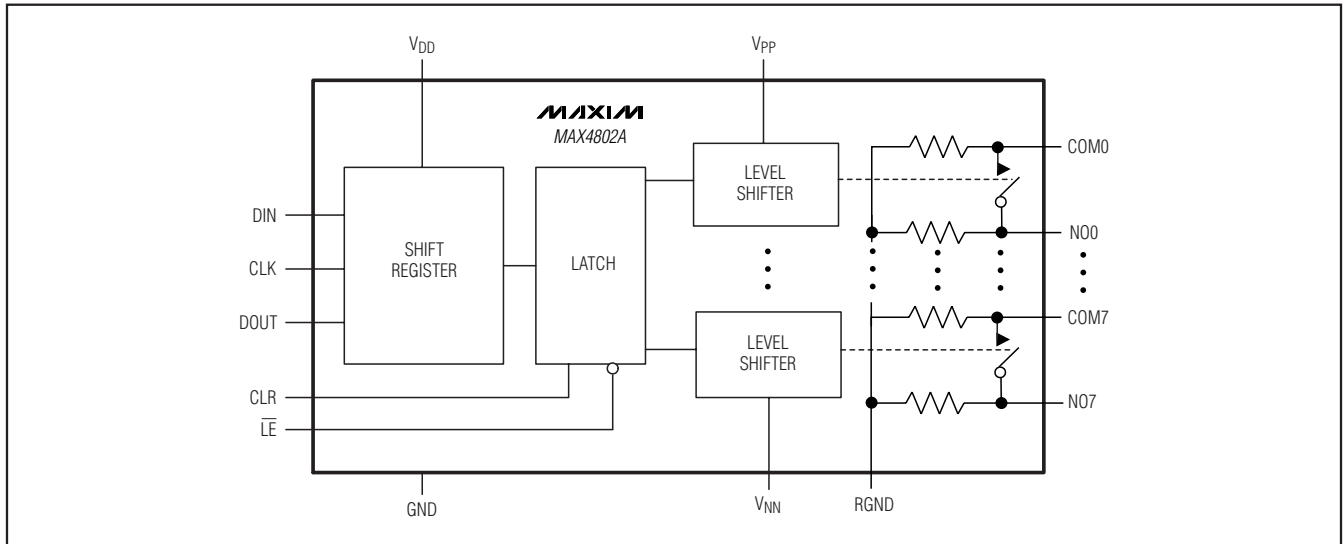 VDD
VPP
MAXIM
MAX4802A
COM0
LEVEL
SHIFTER
DIN
NO0
SHIFT
REGISTER
LATCH
CLK
DOUT
COM7
LEVEL
SHIFTER
CLR
NO7
LE
GND
VNN
RGND